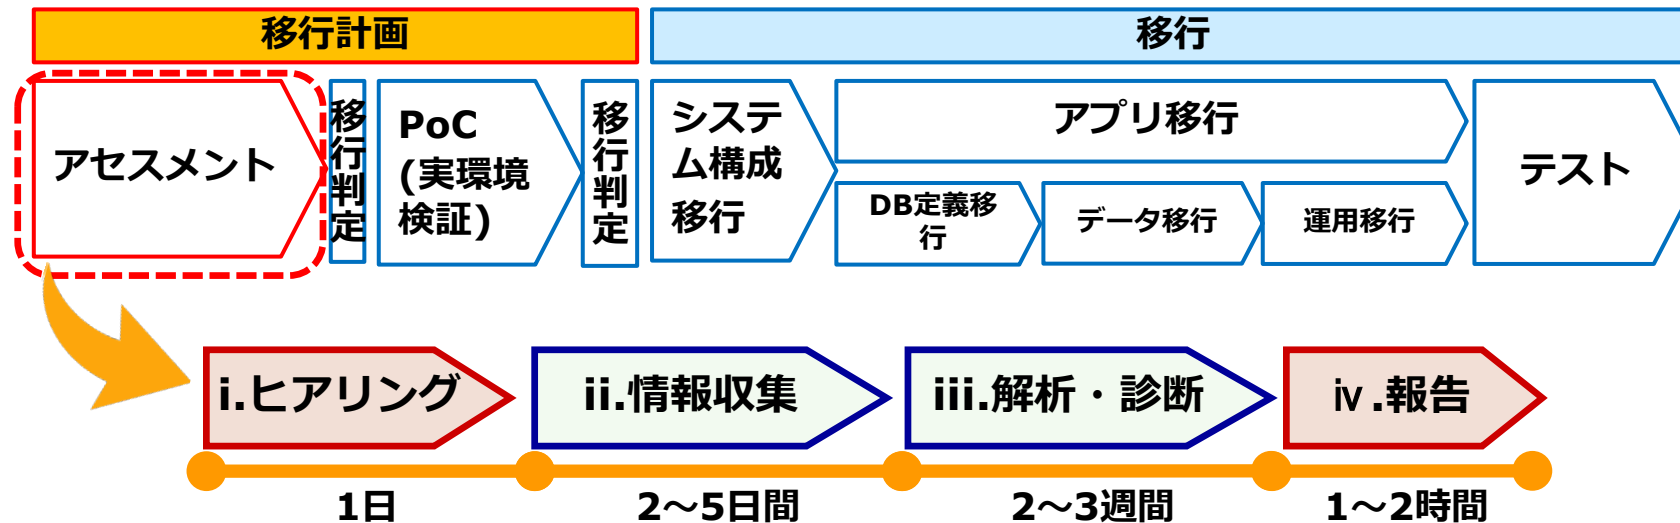 移行計画
移行
アセスメント
移行判定
PoC
(実環境
検証)
移行判定
システ
ム構成
移行
アプリ移行
DB定義移
行
データ移行
運用移行
テスト
i.ヒアリング
ii.情報収集
iii.解析・診断
ⅳ.報告
1日
2～5日間
2～3週間
1～2時間